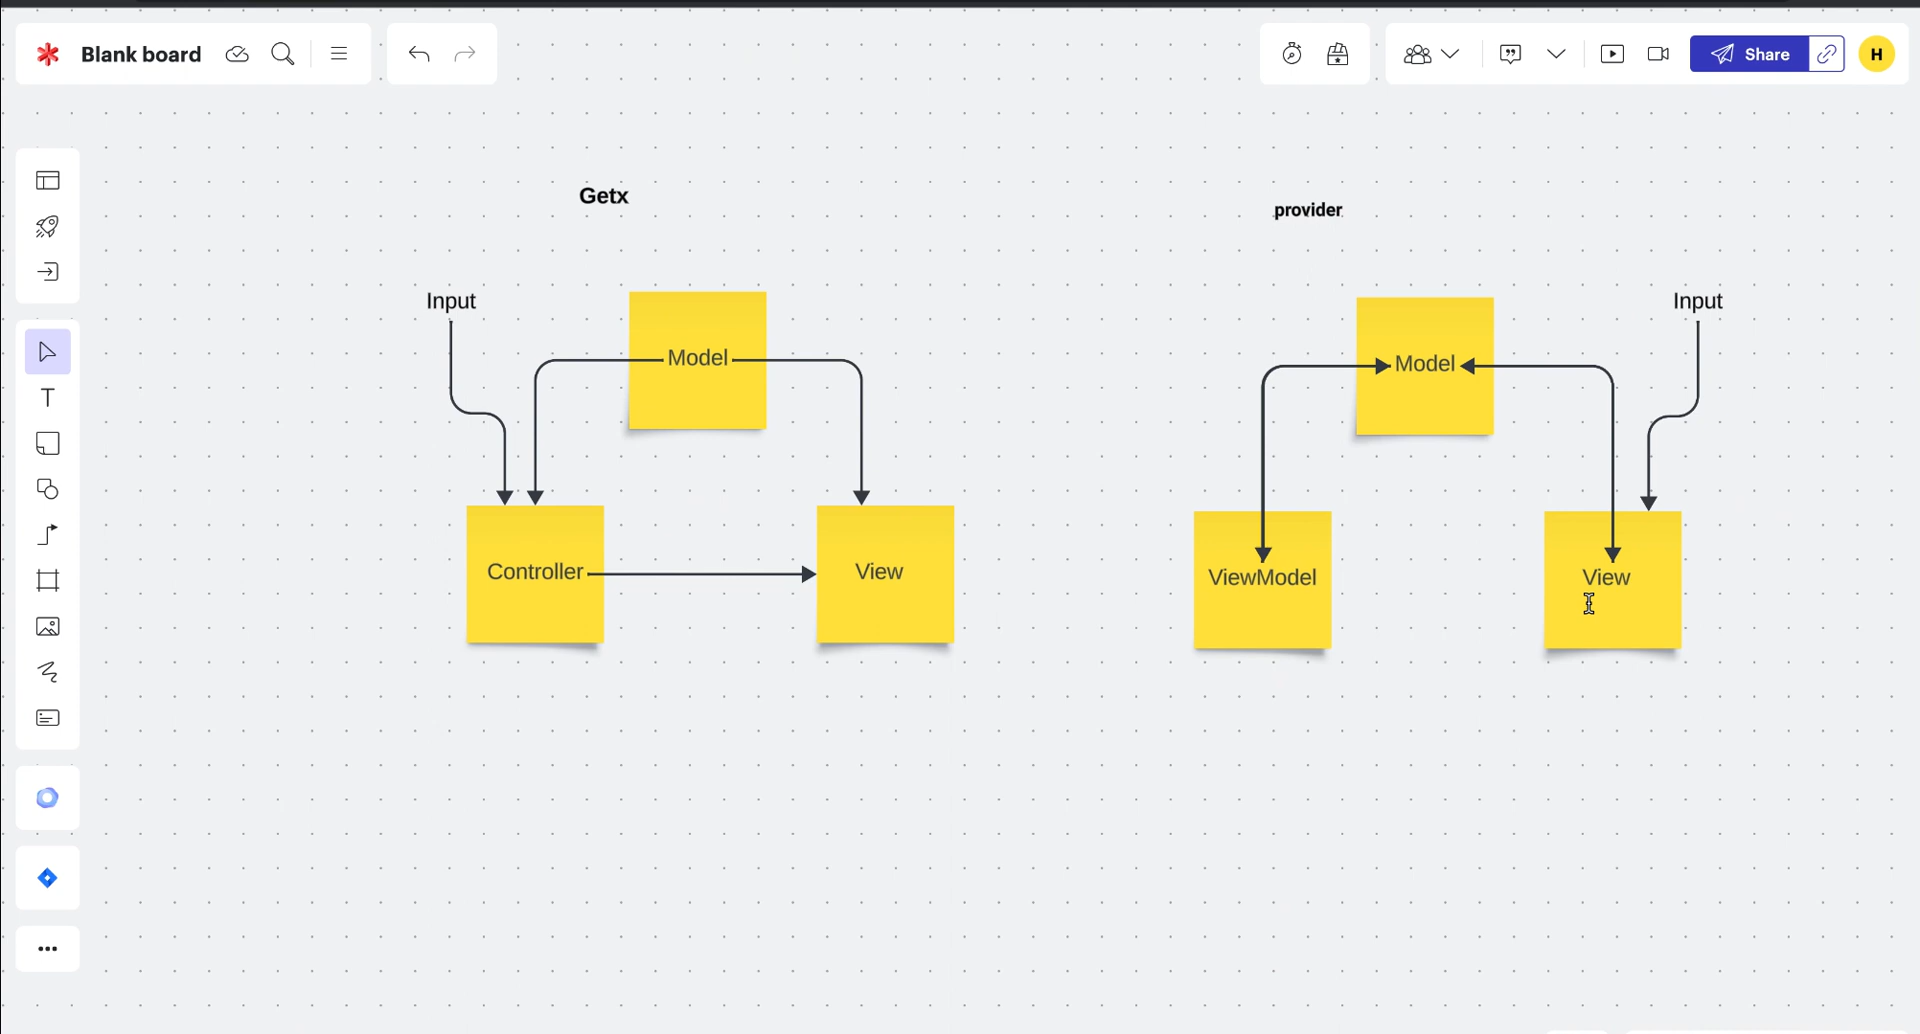 Blank board
Share
H
Getx
provider
Input
Model
Controller
View
Model
Input
ViewModel
View